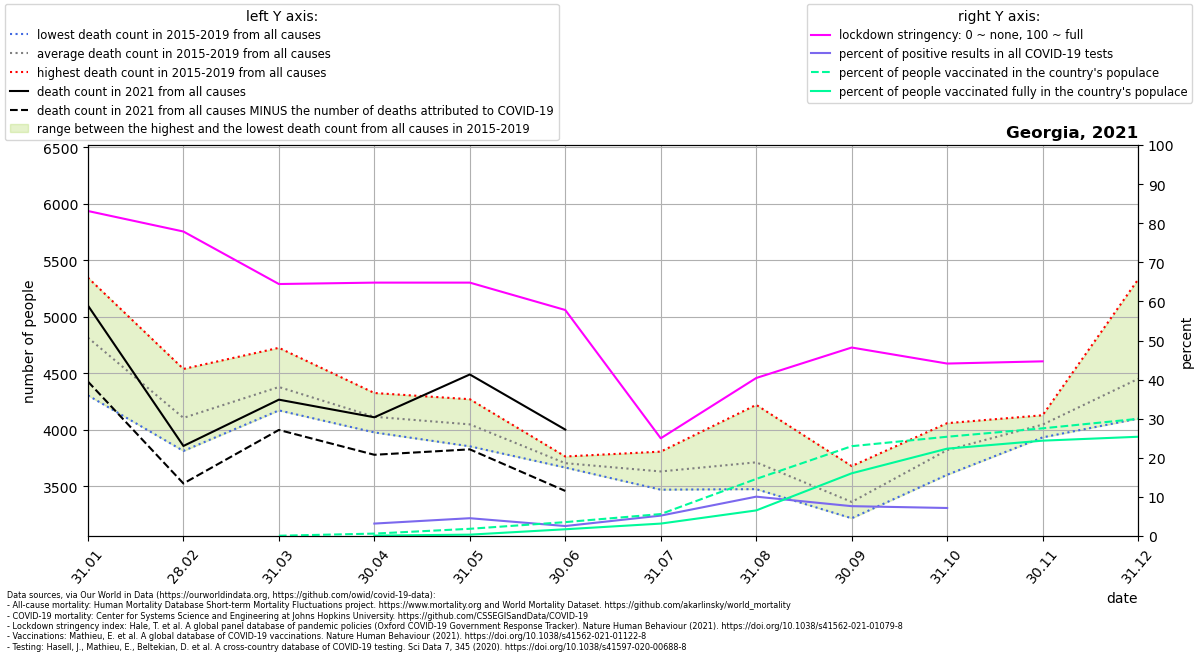 left Y axis:
lowest death count in 2015-2019 from all causes
average death count in 2015-2019 from all causes
highest death count in 2015-2019 from all causes
death count in 2021 from all causes
death count in 2021 from all causes MINUS the number of deaths attributed to COVID-19
range between the highest and the lowest death count from all causes in 2015-2019
right Y axis:
lockdown stringency: 0 ~ none, 100 ~ full
percent of positive results in all COVID-19 tests
percent of people vaccinated in the country's populace
percent of people vaccinated fully in the country's populace
Georgia, 2021
number of people
6500
6000
5500
5000
4500
4000
3500
percent
100
90
80
70
60
50
40
30
20
10
0
31.01
28.02
31.03
30.04
31.05
30.06
31.07
31.08
30.09
31.10
30.11
31.12
date
Data sources, via Our World in Data (https://ourworldindata.org, https://github.com/owid/covid-19-data):
- All-cause mortality: Human Mortality Database Short-term Mortality Fluctuations project. https://www.mortality.org and World Mortality Dataset. https://github.com/akarlinsky/world_mortality
- COVID-19 mortality: Center for Systems Science and Engineering at Johns Hopkins University. https://github.com/CSSEGISandData/COVID-19
- Lockdown stringency index: Hale, T. et al. A global panel database of pandemic policies (Oxford COVID-19 Government Response Tracker). Nature Human Behaviour (2021). https://doi.org/10.1038/s41562-021-01079-8
- Vaccinations: Mathieu, E. et al. A global database of COVID-19 vaccinations. Nature Human Behaviour (2021). https://doi.org/10.1038/s41562-021-01122-8
- Testing: Hasell, J., Mathieu, E., Beltekian, D. et al. A cross-country database of COVID-19 testing. Sci Data 7, 345 (2020). https://doi.org/10.1038/s41597-020-00688-8